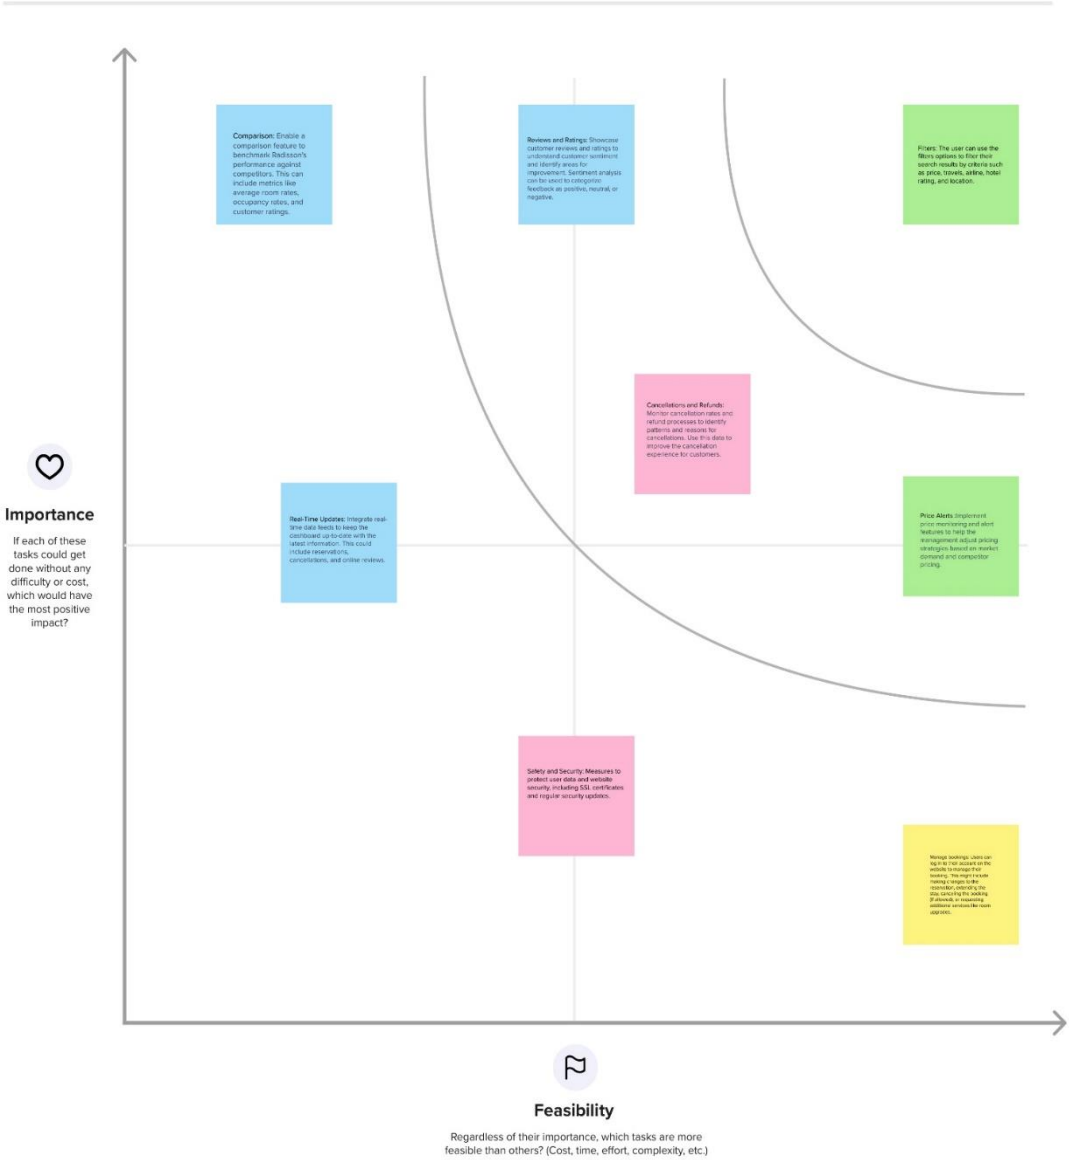 Comparison: Enable a
comparison feature to
benchmark Radisson's
performance against
competitors. This can
include metrics like
average room rates,
occupancy rates, and
customer ratings.
Reviews and Ratings: Showcase
customer reviews and ratings to
understand customer sentiment
and identify areas for
improvement. Sentiment analysis
can be used to categorize
feedback as positive, neutral, or
negative.
Filters: The user can use the
filters options to filter their
search results by criteria such
as price, travels, airline, hotel
rating, and location.
Cancellations and Refunds:
Monitor cancellation rates and
refund processes to identify
patterns and reasons for
cancellations. Use this data to
improve the cancellation
experience for customers.
Importance
If each of these
tasks could get
done without any
difficulty or cost,
which would have
the most positive
impact?
Real-Time Updates: Integrate real-
time data feeds to keep the
dashboard up-to-date with the
latest information. This could
include reservations,
cancellations, and online reviews.
Price Alerts: Implement
price monitoring and alert
features to help the
management adjust pricing
strategies based on market
demand and competitor
pricing.
Safety and Security: Measures to
protect user data and website
security, including SSL certificates
and regular security updates.
Manage bookings: Users can
log in to their account on the
website to manage their
booking. This might include
making changes to the
reservation, extending the
stay, canceling the booking
(if allowed), or requesting
additional services like room
upgrades.
Feasibility
Regardless of their importance, which tasks are more
feasible than others? (Cost, time, effort, complexity, etc.)